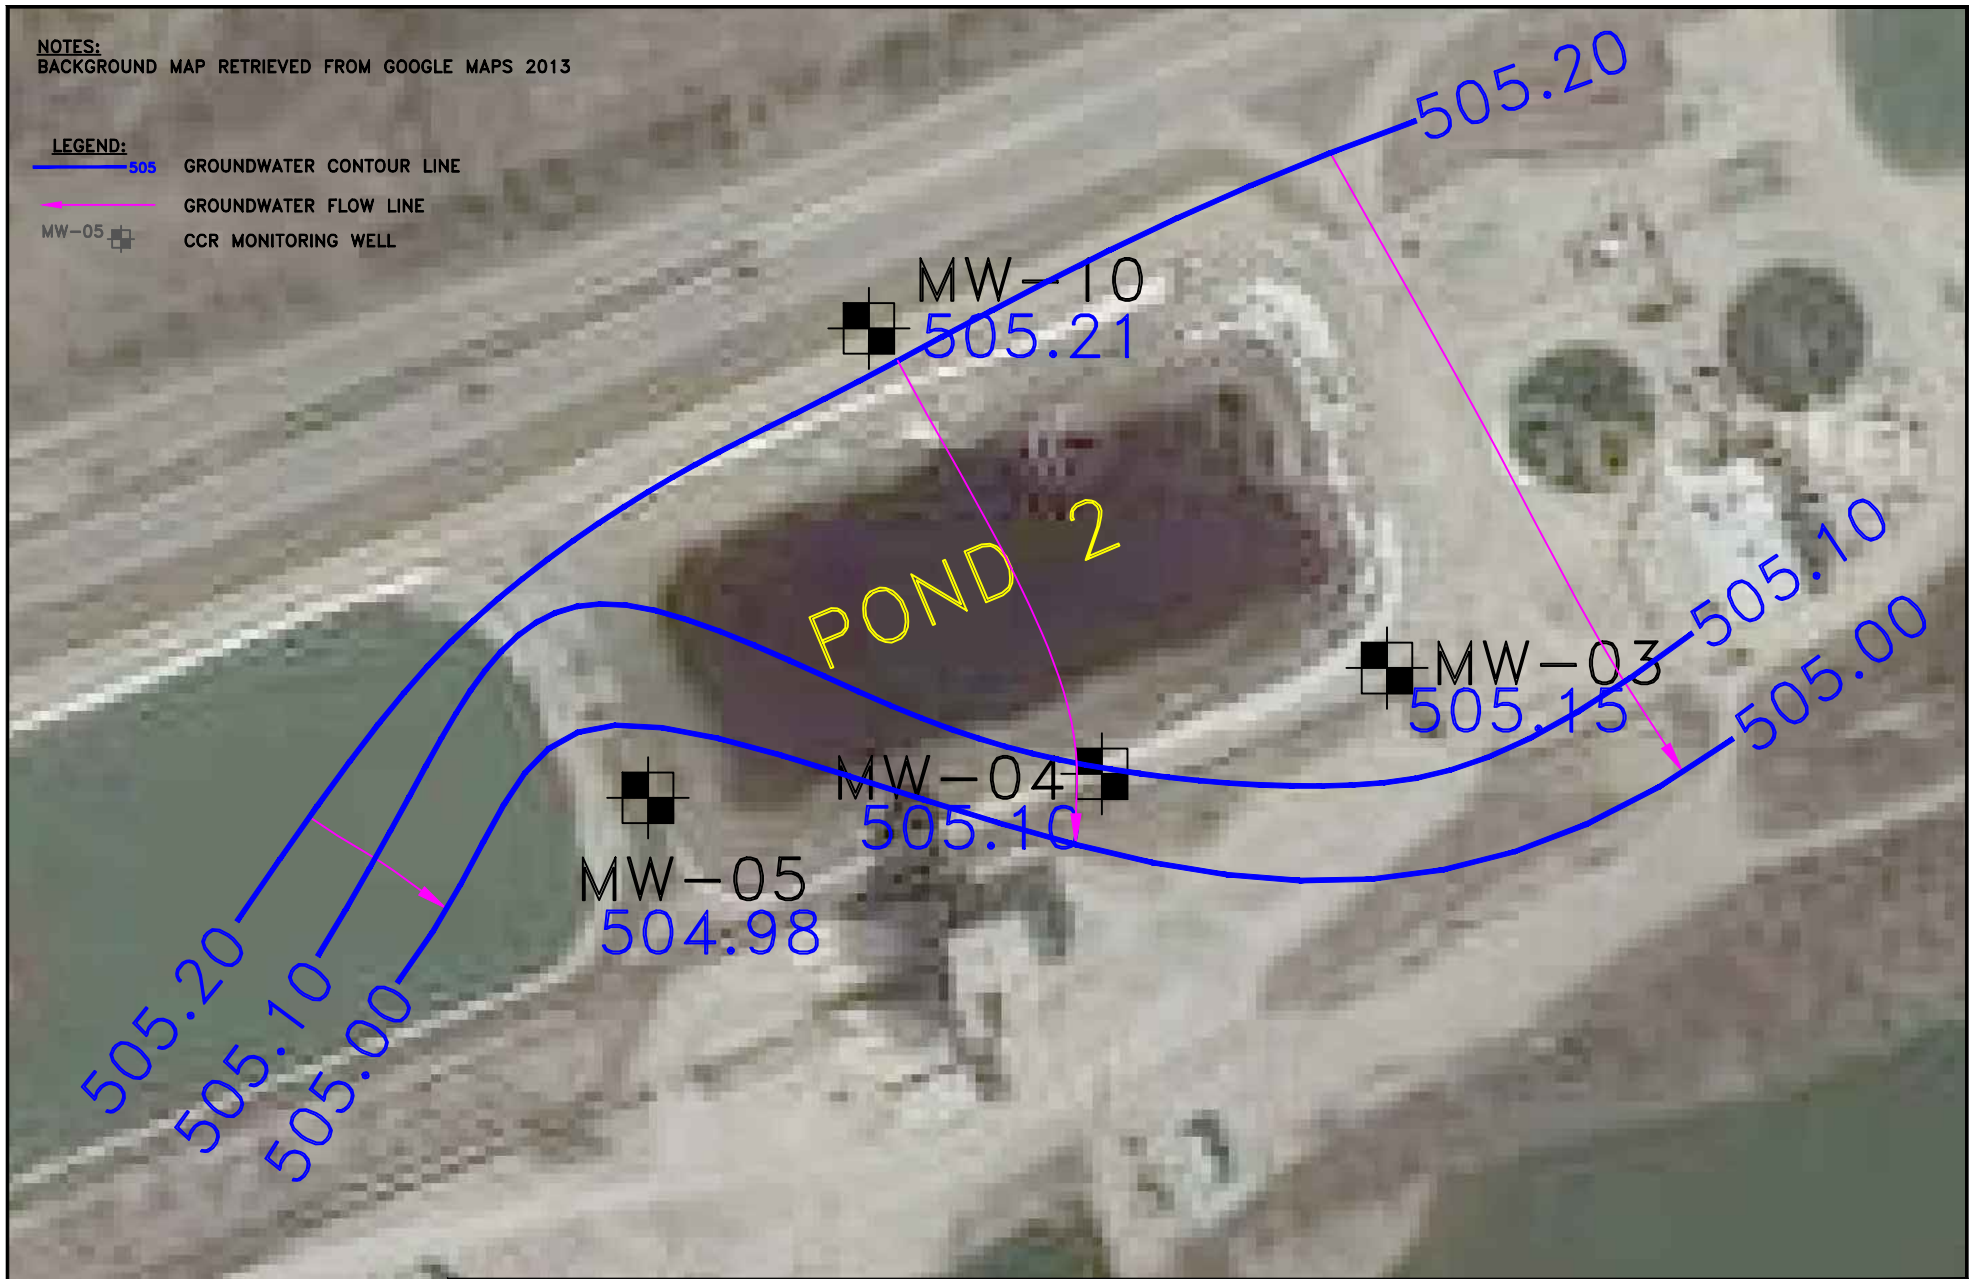 NOTES:
BACKGROUND MAP RETRIEVED FROM GOOGLE MAPS 2013
LEGEND:
505 GROUNDWATER CONTOUR LINE
GROUNDWATER FLOW LINE
MW-05 CCR MONITORING WELL
505.20
MW-10
505.21
POND 2
505.10
505.00
MW-03
505.15
MW-04
505.10
MW-05
504.98
505.20
505.10
505.00